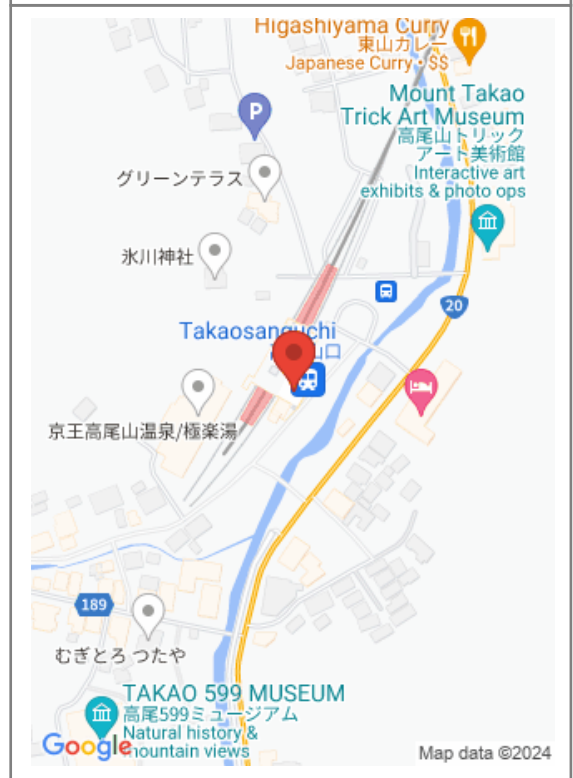 Higashiyama Curry
東山カレー
Japanese Curry • $$
P
Mount Takao
Trick Art Museum
高尾山トリック
アート美術館
Interactive art
exhibits & photo ops
グリーンテラス
氷川神社
20
Takaosanguchi
山口
京王高尾山温泉/極楽湯
189
むぎとろ つたや
TAKAO 599 MUSEUM
高尾599ミュージアム
Natural history &
mountain views
Google
Map data ©2024